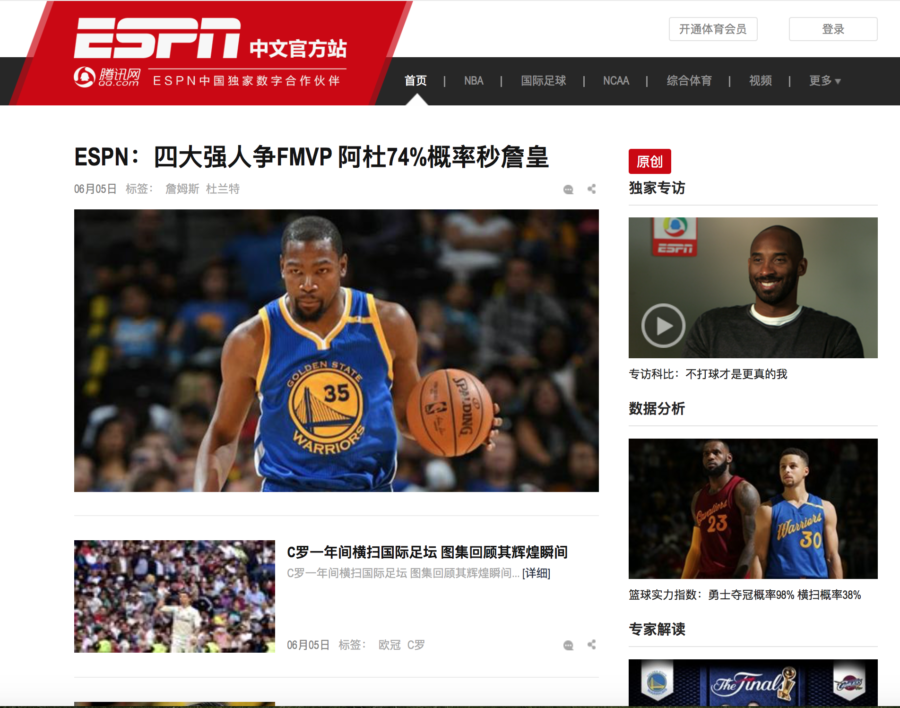 ESPN 中文官方站
腾讯网 QQ.com
ESPN中国独家数字合作伙伴
开通体育会员
登录
首页 | NBA | 国际足球 | NCAA | 综合体育 | 视频 | 更多
ESPN：四大强人争FMVP 阿杜74%概率秒詹皇
06月05日 标签： 詹姆斯 杜兰特
GOLDEN STATE
35
WARRIORS
SPALDING
C罗一年间横扫国际足坛 图集回顾其辉煌瞬间
C罗一年间横扫国际足坛 图集回顾其辉煌瞬间... [详细]
06月05日 标签： 欧冠 C罗
原创
独家专访
ESPN
专访科比：不打球才是更真的我
数据分析
Cavaliers
23
Warriors
30
篮球实力指数：勇士夺冠概率98% 横扫概率38%
专家解读
The Finals